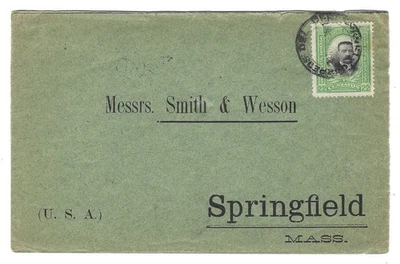 Messrs. Smith & Wesson
Springfield
(U. S. A.)
MASS.